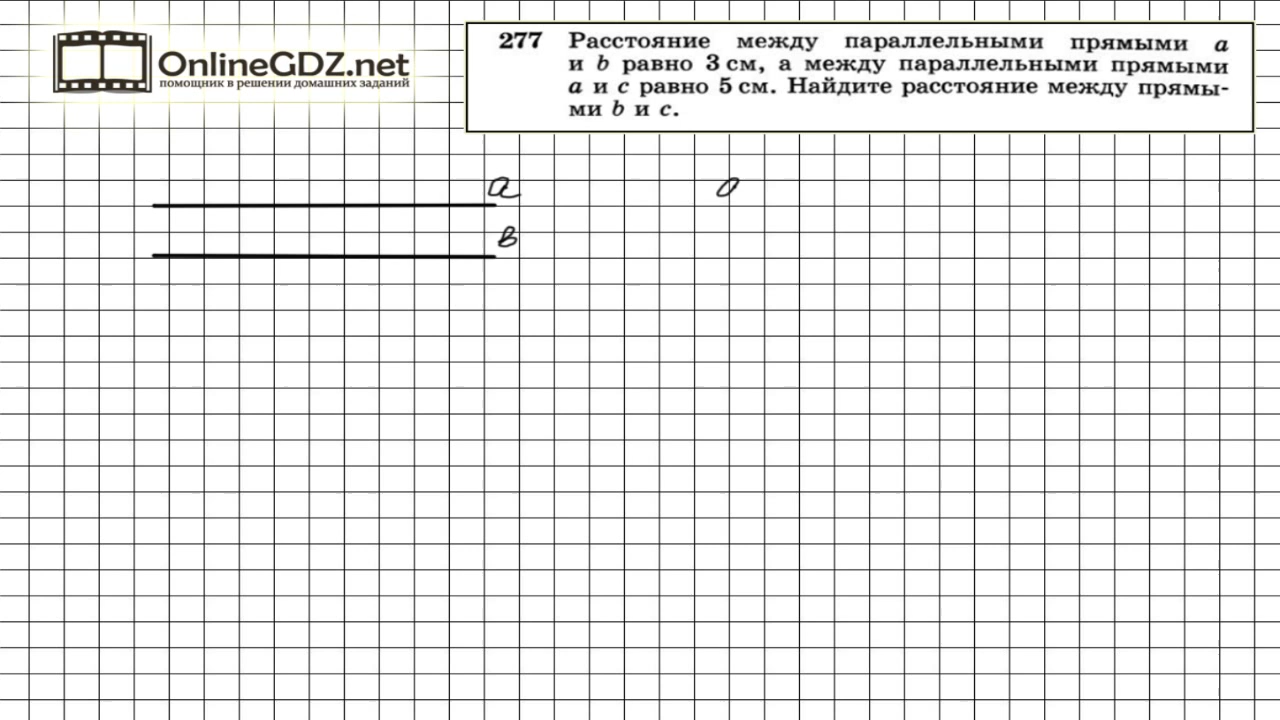 OnlineGDZ.net
помощник в решении домашних заданий
277 Расстояние между параллельными прямыми a
и b равно 3 см, а между параллельными прямыми
a и c равно 5 см. Найдите расстояние между прямы-
ми b и c.
a
в